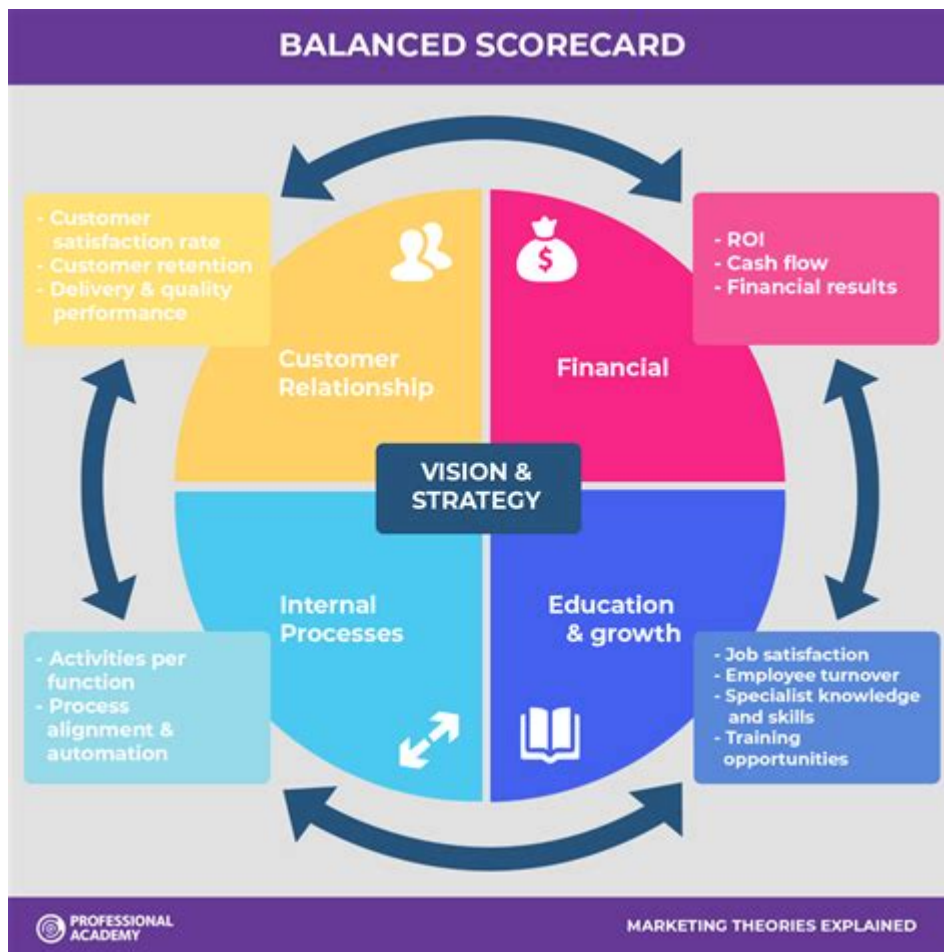 BALANCED SCORECARD
- Customer
satisfaction rate
- Customer retention
- Delivery & quality
performance
- ROI
- Cash flow
- Financial results
Customer
Relationship
$
Financial
VISION &
STRATEGY
Internal
Processes
Education
& growth
- Activities per
function
- Process
alignment &
automation
- Job satisfaction
- Employee turnover
- Specialist knowledge
and skills
- Training
opportunities
PROFESSIONAL
ACADEMY
MARKETING THEORIES EXPLAINED